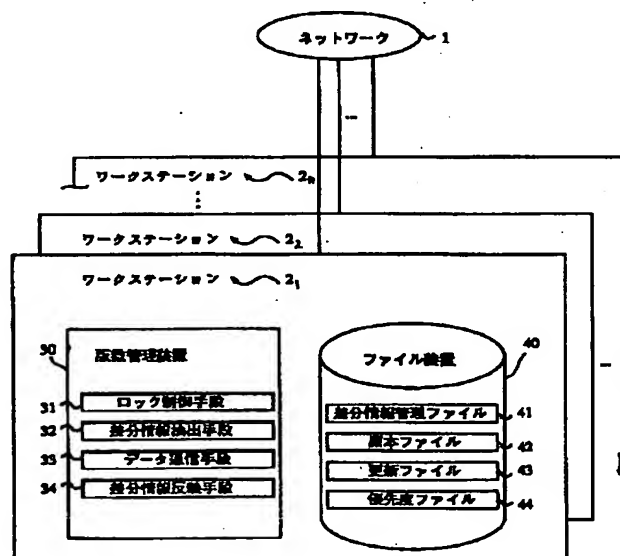 ネットワーク 1
ワークステーション 2n
ワークステーション 22
ワークステーション 21
30
版数管理装置
31 ロック制御手段
32 差分情報抽出手段
33 データ通信手段
34 差分情報反映手段
ファイル装置 40
差分情報管理ファイル 41
原本ファイル 42
更新ファイル 43
優先度ファイル 44